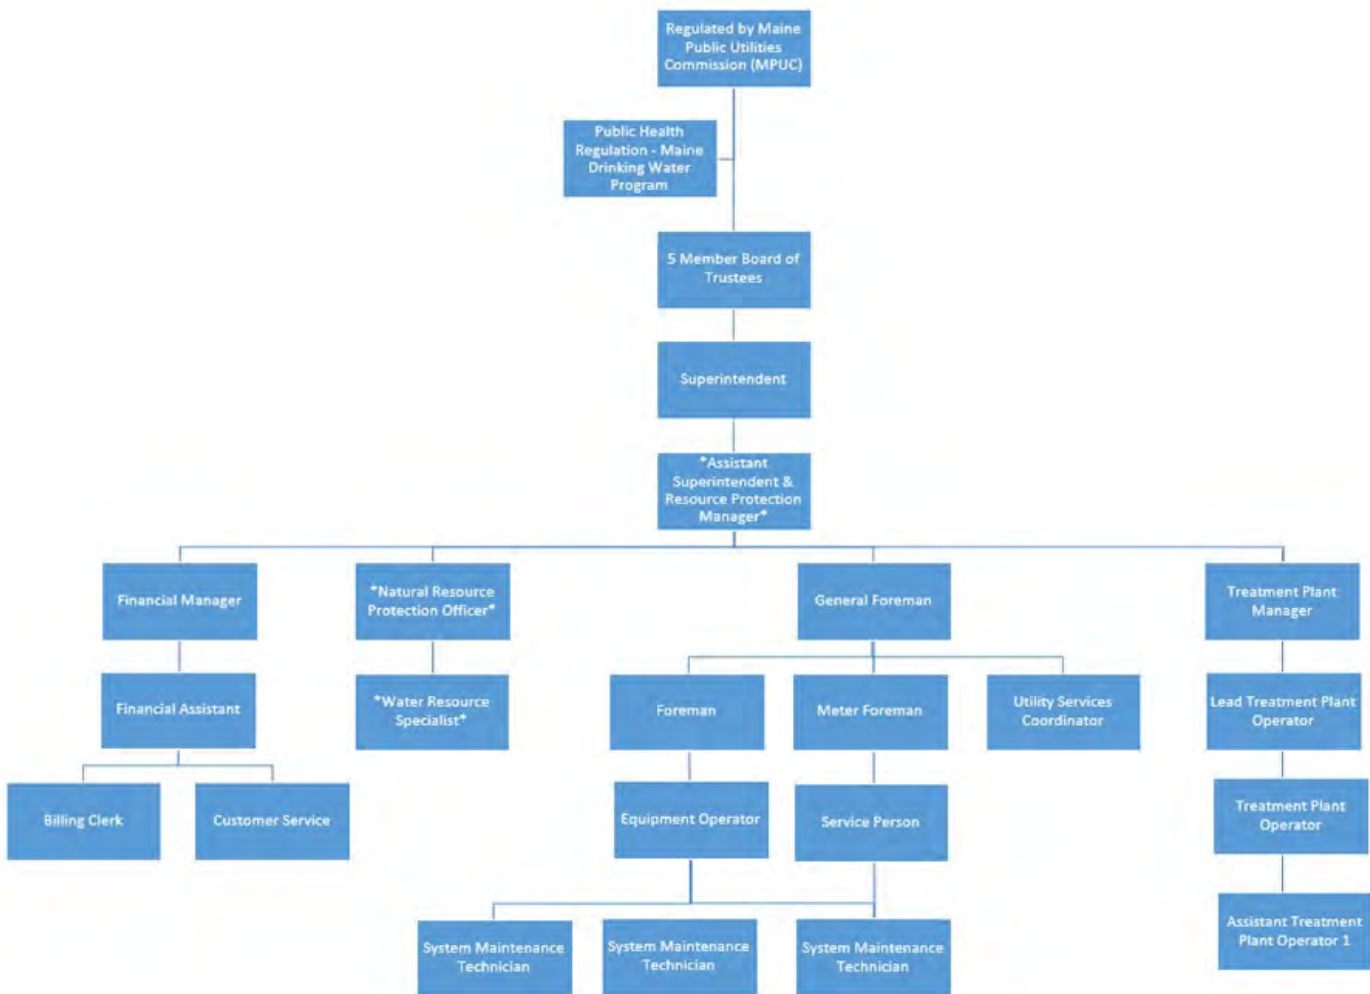 Regulated by Maine
Public Utilities
Commission (MPUC)
Public Health
Regulation - Maine
Drinking Water
Program
5 Member Board of
Trustees
Superintendent
*Assistant
Superintendent &
Resource Protection
Manager*
Financial Manager
*Natural Resource
Protection Officer*
General Foreman
Treatment Plant
Manager
Financial Assistant
*Water Resource
Specialist*
Foreman
Meter Foreman
Utility Services
Coordinator
Lead Treatment Plant
Operator
Billing Clerk
Customer Service
Equipment Operator
Service Person
Treatment Plant
Operator
System Maintenance
Technician
System Maintenance
Technician
System Maintenance
Technician
Assistant Treatment
Plant Operator 1